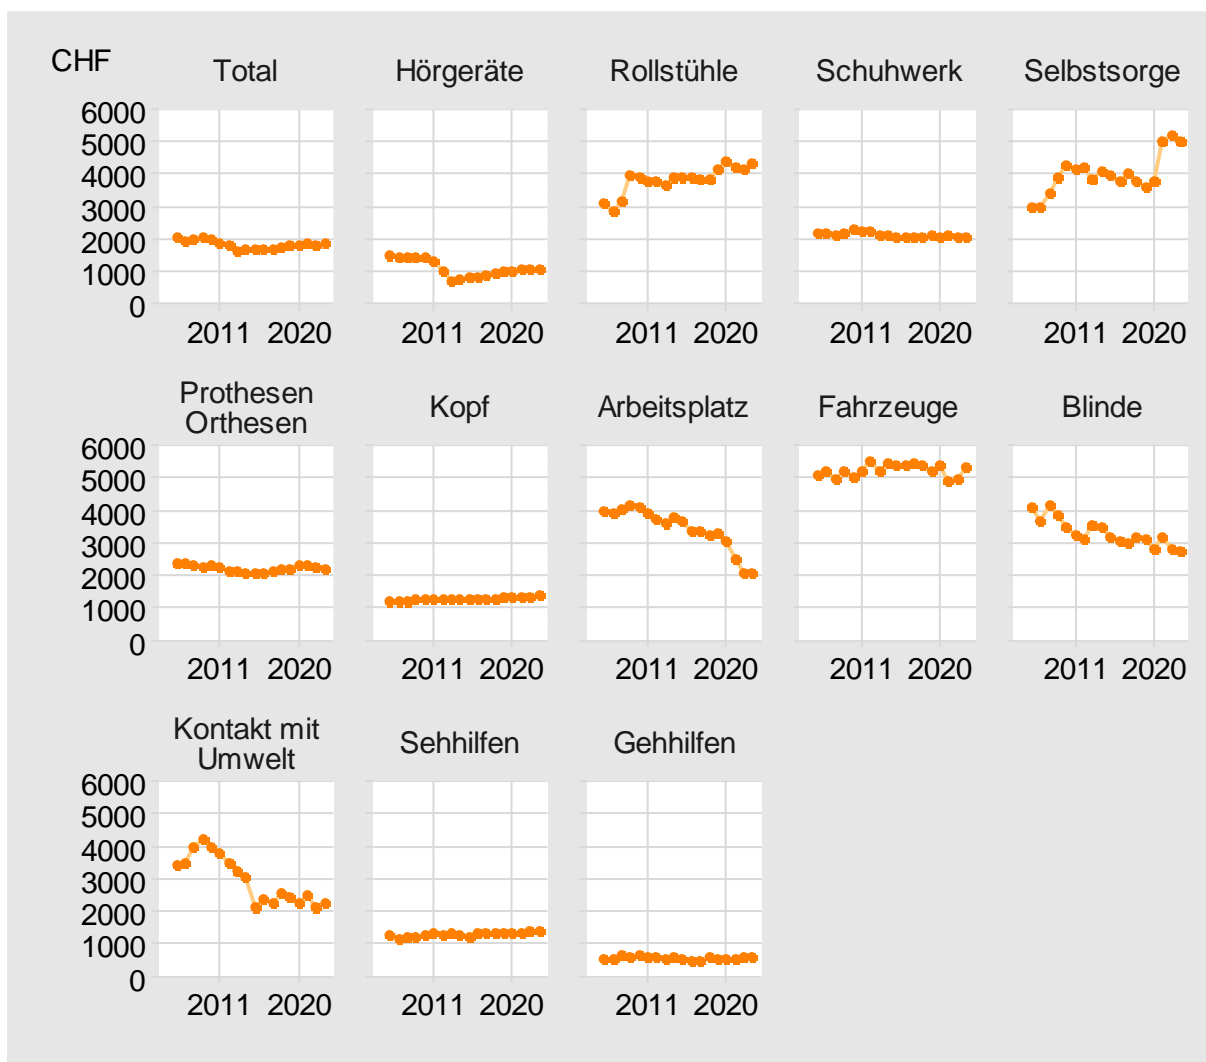 CHF
Total Hörgeräte Rollstühle Schuhwerk Selbstsorge
6000
5000
4000
3000
2000
1000
0
2011 2020 2011 2020 2011 2020 2011 2020 2011 2020
Prothesen
Orthesen Kopf Arbeitsplatz Fahrzeuge Blinde
6000
5000
4000
3000
2000
1000
0
2011 2020 2011 2020 2011 2020 2011 2020 2011 2020
Kontakt mit
Umwelt Sehhilfen Gehhilfen
6000
5000
4000
3000
2000
1000
0
2011 2020 2011 2020 2011 2020